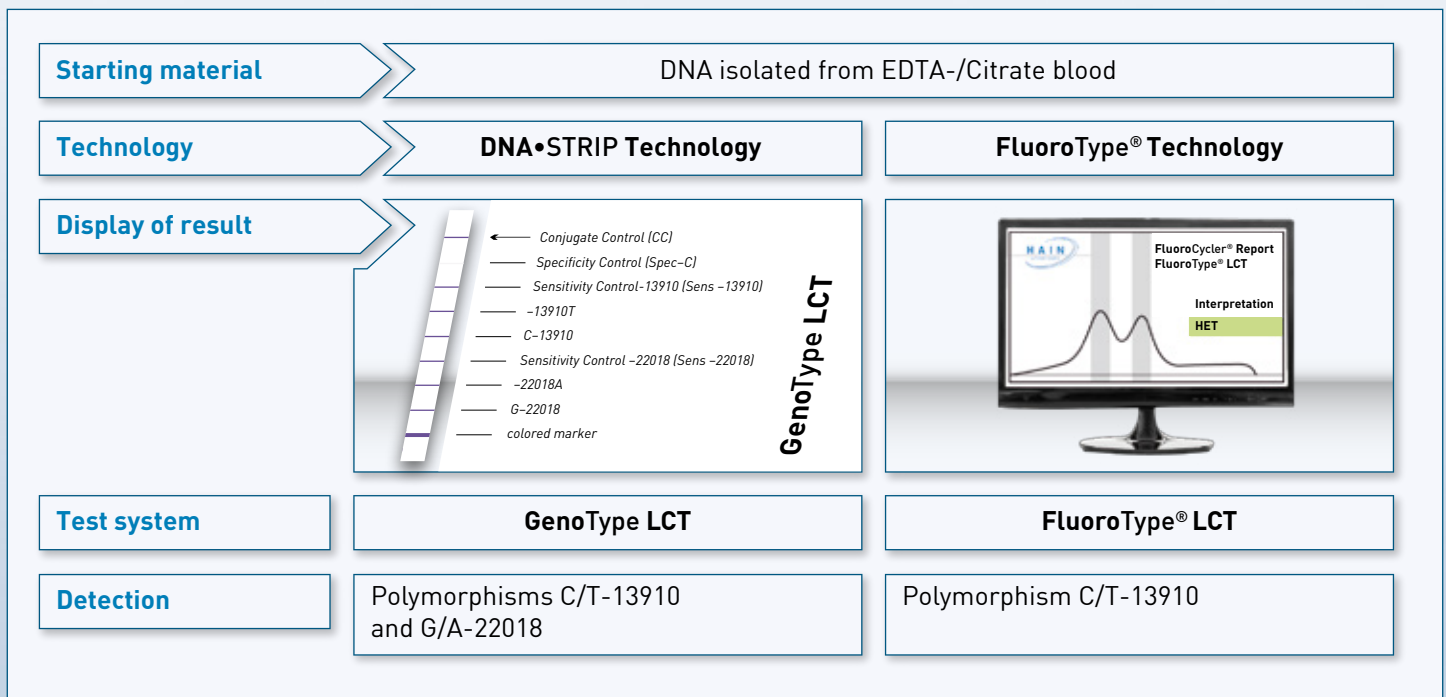 Starting material
DNA isolated from EDTA-/Citrate blood
Technology
DNA•STRIP Technology
FluoroType® Technology
Display of result
Conjugate Control (CC)
Specificity Control (Spec–C)
Sensitivity Control-13910 (Sens –13910)
–13910T
C–13910
Sensitivity Control –22018 (Sens –22018)
–22018A
G–22018
colored marker
GenoType LCT
HAIN
FluoroCycler® Report
FluoroType® LCT
Interpretation
HET
Test system
GenoType LCT
FluoroType® LCT
Detection
Polymorphisms C/T-13910
and G/A-22018
Polymorphism C/T-13910